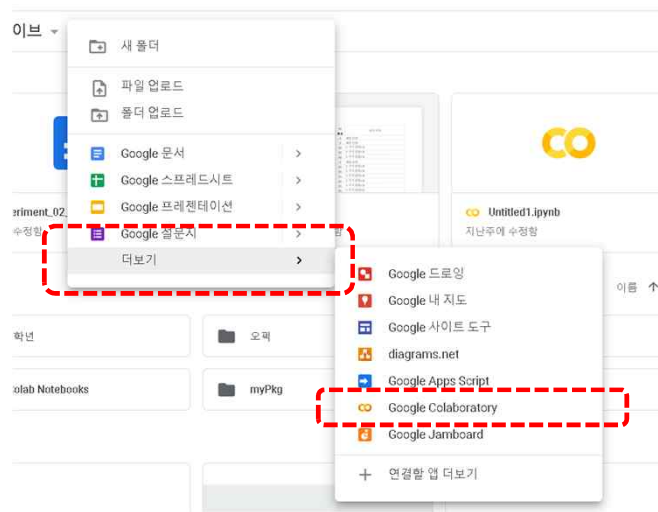 이브
새 폴더
파일 업로드
폴더 업로드
Google 문서
Google 스프레드시트
Google 프레젠테이션
Google 설문지
더보기
eriment_02_
수정함
함
Untitled1.ipynb
지난주에 수정함
이름
Google 드로잉
Google 내 지도
Google 사이트 도구
diagrams.net
Google Apps Script
Google Colaboratory
Google Jamboard
연결할 앱 더보기
학년
오픽
olab Notebooks
myPkg